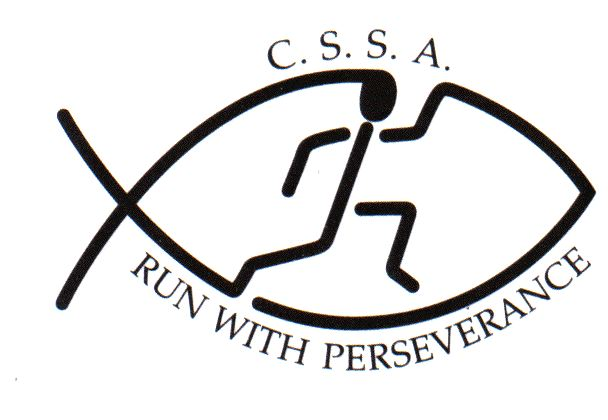 C. S. S. A.
RUN WITH PERSEVERANCE